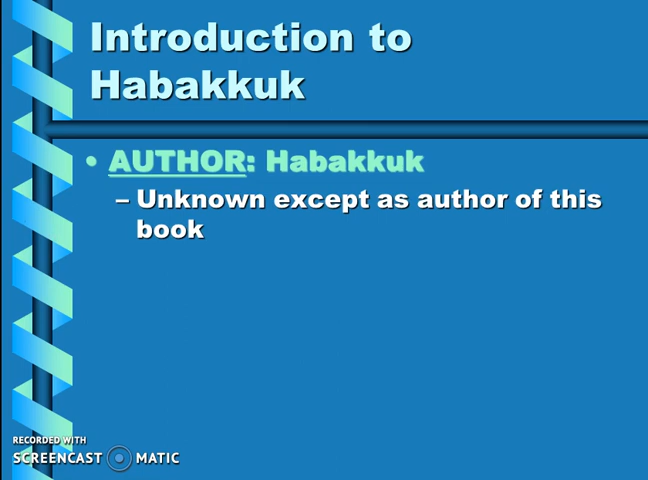 Introduction to
Habakkuk
• AUTHOR: Habakkuk
– Unknown except as author of this
book
RECORDED WITH
SCREENCAST MATIC